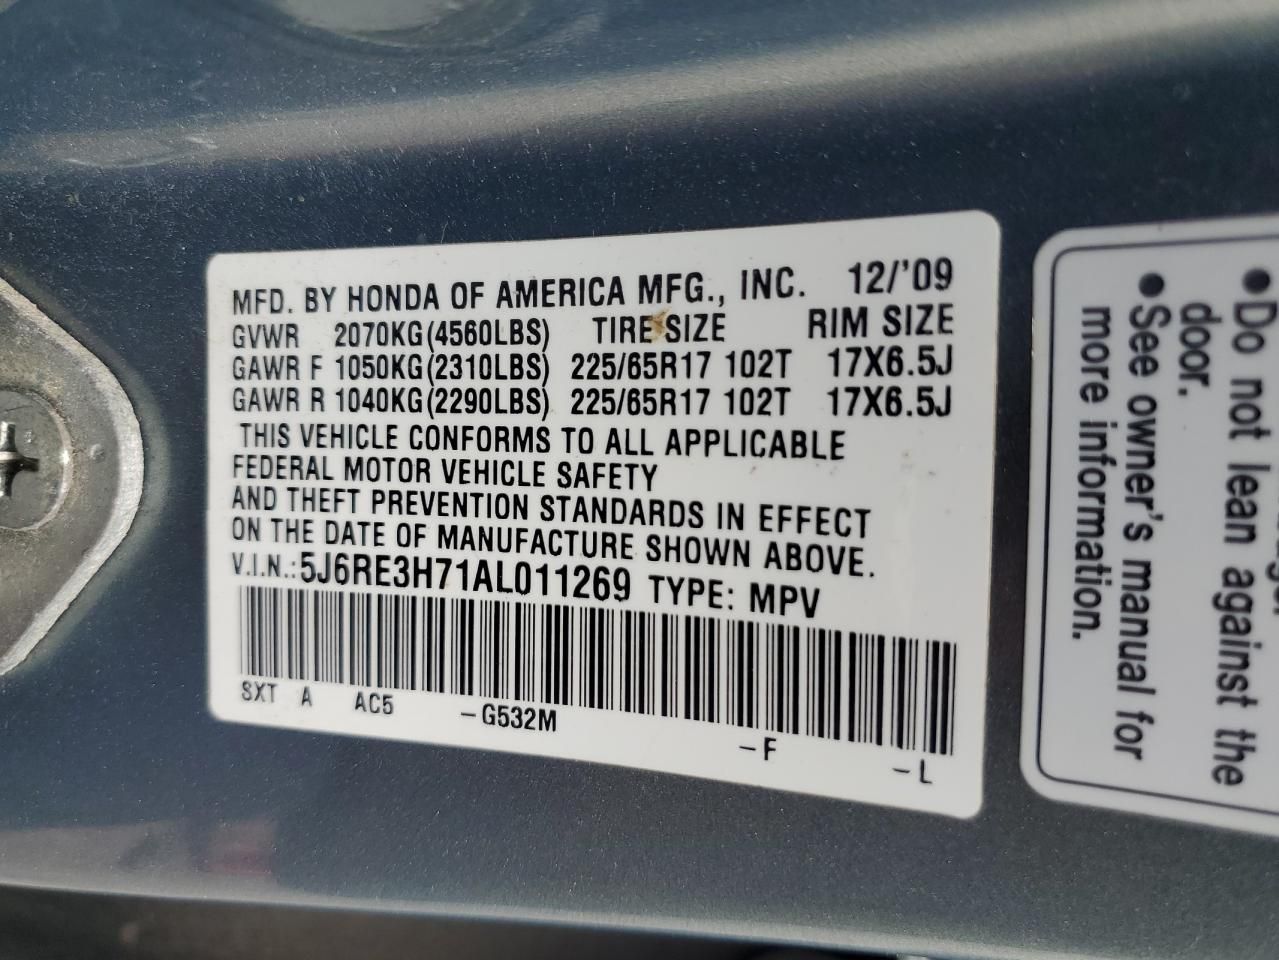 MFD. BY HONDA OF AMERICA MFG., INC. 12/'09
GVWR 2070KG(4560LBS) TIRE SIZE RIM SIZE
GAWR F 1050KG(2310LBS) 225/65R17 102T 17X6.5J
GAWR R 1040KG(2290LBS) 225/65R17 102T 17X6.5J
THIS VEHICLE CONFORMS TO ALL APPLICABLE
FEDERAL MOTOR VEHICLE SAFETY
AND THEFT PREVENTION STANDARDS IN EFFECT
ON THE DATE OF MANUFACTURE SHOWN ABOVE.
V.I.N.: 5J6RE3H71AL011269 TYPE: MPV
SXT A AC5 -G532M -F -L
●Do not lean against the
door.
●See owner's manual for
more information.